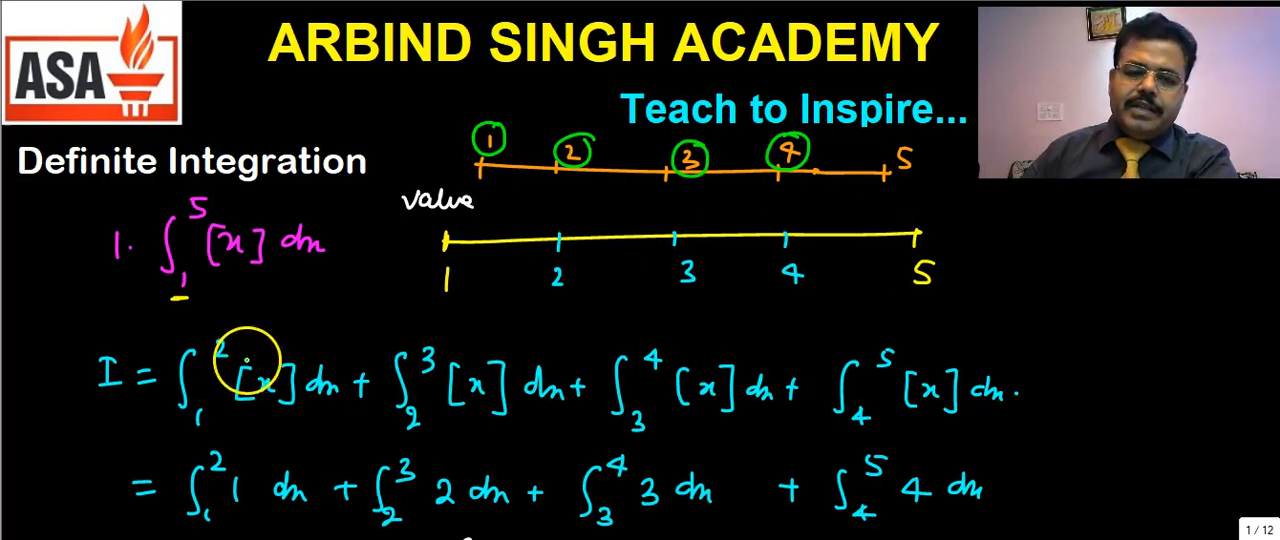 ASA
ARBIND SINGH ACADEMY
Teach to Inspire...
Definite Integration
1 2 3 4 5
value
1. ∫₁⁵ [x] dx
1 2 3 4 5
I = ∫₁² [x] dx + ∫₂³ [x] dx + ∫₃⁴ [x] dx + ∫₄⁵ [x] dx.
= ∫₁² 1 dx + ∫₂³ 2 dx + ∫₃⁴ 3 dx + ∫₄⁵ 4 dx
1 / 12